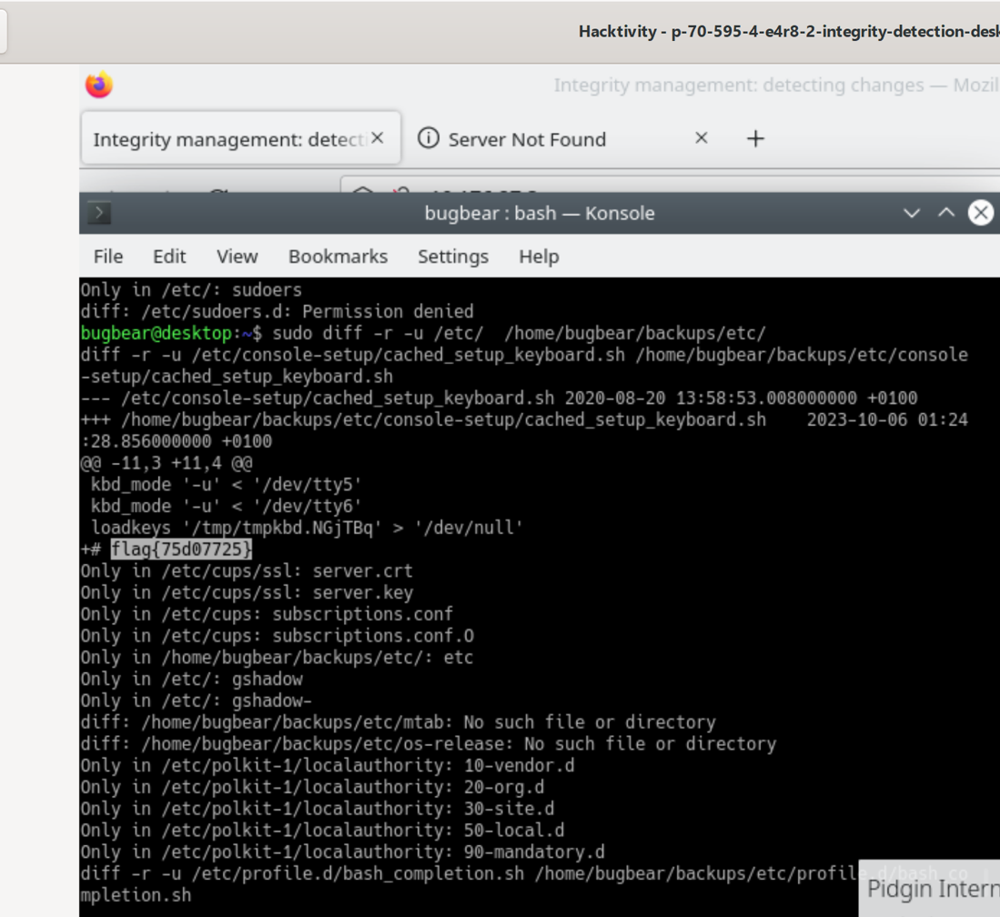 Hacktivity - p-70-595-4-e4r8-2-integrity-detection-desk
Integrity management: detecting changes — Mozil
Integrity management: detecti
Server Not Found
bugbear : bash — Konsole
File Edit View Bookmarks Settings Help
Only in /etc/: sudoers
diff: /etc/sudoers.d: Permission denied
bugbear@desktop:~$ sudo diff -r -u /etc/  /home/bugbear/backups/etc/
diff -r -u /etc/console-setup/cached_setup_keyboard.sh /home/bugbear/backups/etc/console
-setup/cached_setup_keyboard.sh
--- /etc/console-setup/cached_setup_keyboard.sh 2020-08-20 13:58:53.008000000 +0100
+++ /home/bugbear/backups/etc/console-setup/cached_setup_keyboard.sh    2023-10-06 01:24
:28.856000000 +0100
@@ -11,3 +11,4 @@
 kbd_mode '-u' < '/dev/tty5'
 kbd_mode '-u' < '/dev/tty6'
 loadkeys '/tmp/tmpkbd.NGjTBq' > '/dev/null'
+# flag{75d07725}
Only in /etc/cups/ssl: server.crt
Only in /etc/cups/ssl: server.key
Only in /etc/cups: subscriptions.conf
Only in /etc/cups: subscriptions.conf.O
Only in /home/bugbear/backups/etc/: etc
Only in /etc/: gshadow
Only in /etc/: gshadow-
diff: /home/bugbear/backups/etc/mtab: No such file or directory
diff: /home/bugbear/backups/etc/os-release: No such file or directory
Only in /etc/polkit-1/localauthority: 10-vendor.d
Only in /etc/polkit-1/localauthority: 20-org.d
Only in /etc/polkit-1/localauthority: 30-site.d
Only in /etc/polkit-1/localauthority: 50-local.d
Only in /etc/polkit-1/localauthority: 90-mandatory.d
diff -r -u /etc/profile.d/bash_completion.sh /home/bugbear/backups/etc/profile.d/bash_co
mpletion.sh
Pidgin Intern